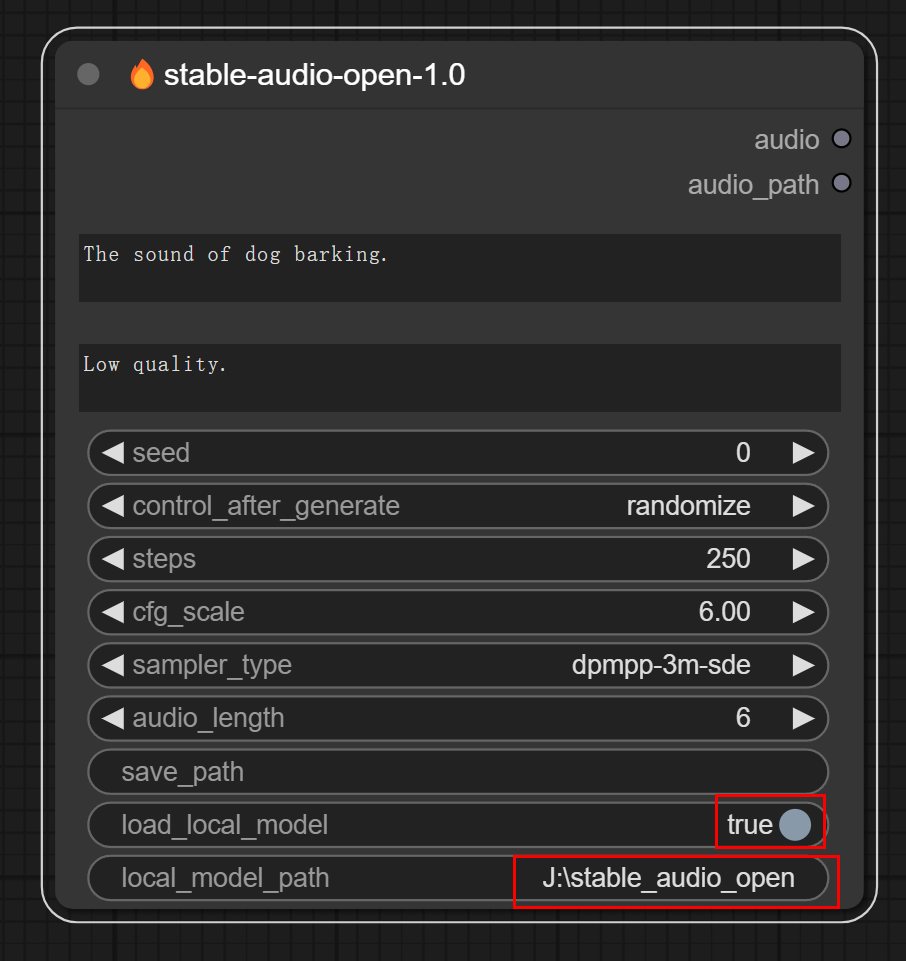 stable-audio-open-1.0
audio
audio_path
The sound of dog barking.
Low quality.
seed 0
control_after_generate randomize
steps 250
cfg_scale 6.00
sampler_type dpmpp-3m-sde
audio_length 6
save_path
load_local_model true
local_model_path J:\stable_audio_open